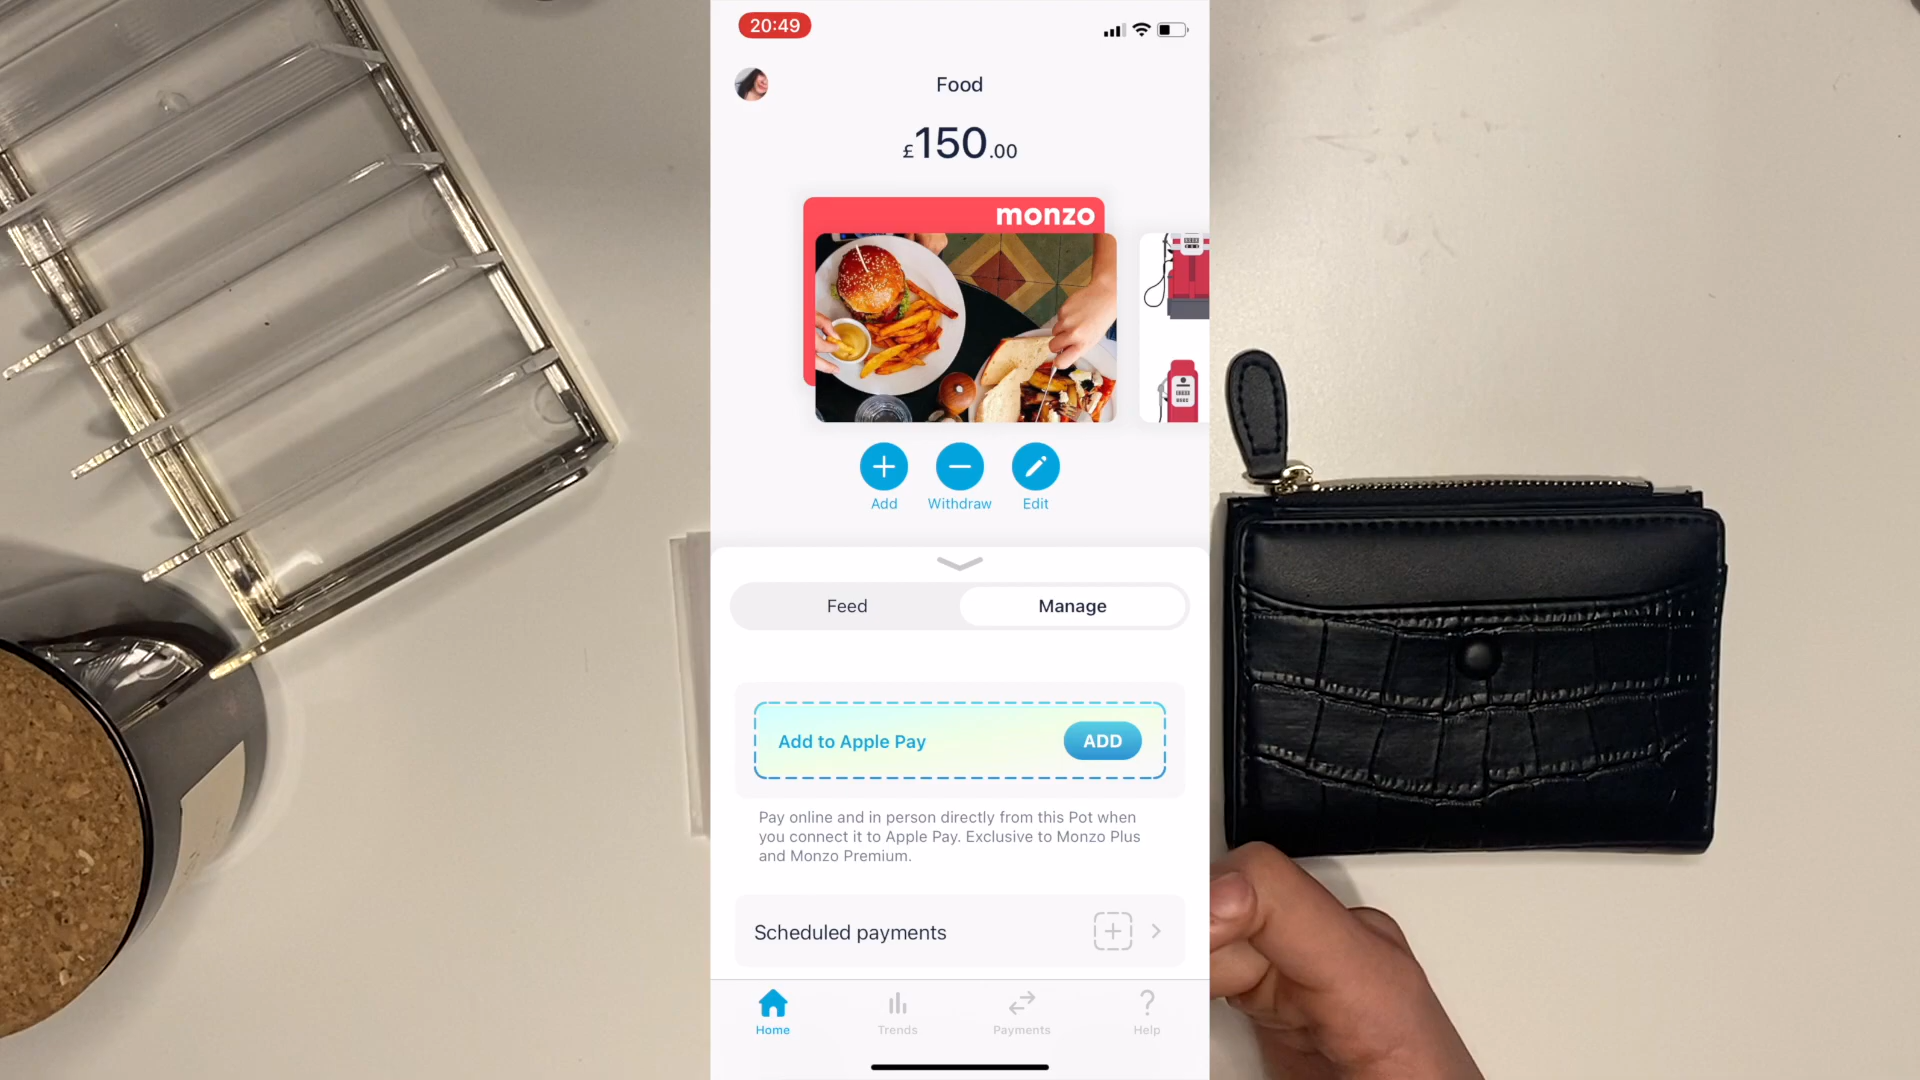 20:49
Food
£150.00
monzo
Add
Withdraw
Edit
Feed
Manage
Add to Apple Pay
ADD
Pay online and in person directly from this Pot when
you connect it to Apple Pay. Exclusive to Monzo Plus
and Monzo Premium.
Scheduled payments
Home
Trends
Payments
Help